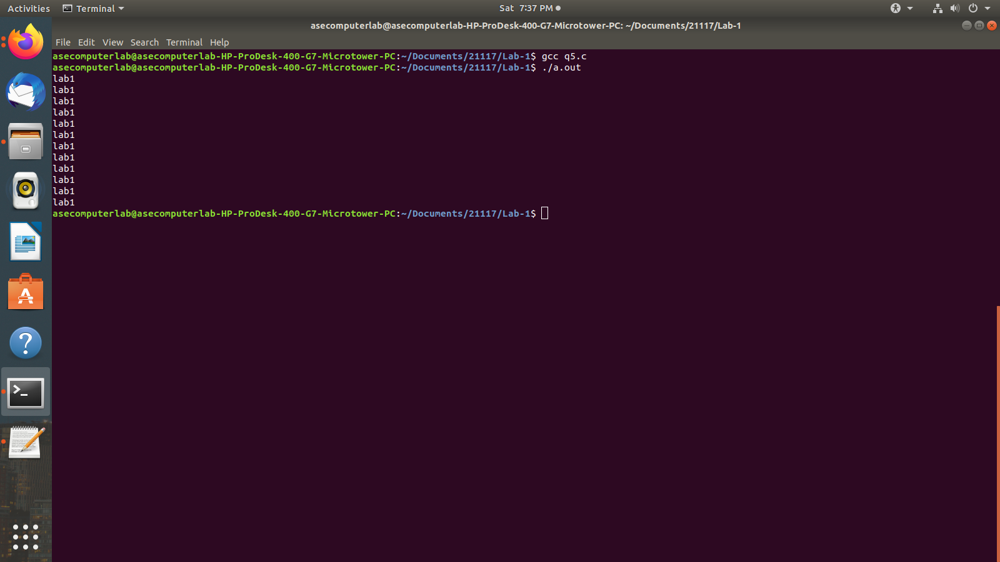 Activities Terminal Sat 7:37 PM
asecomputerlab@asecomputerlab-HP-ProDesk-400-G7-Microtower-PC: ~/Documents/21117/Lab-1
File Edit View Search Terminal Help
asecomputerlab@asecomputerlab-HP-ProDesk-400-G7-Microtower-PC:~/Documents/21117/Lab-1$ gcc q5.c
asecomputerlab@asecomputerlab-HP-ProDesk-400-G7-Microtower-PC:~/Documents/21117/Lab-1$ ./a.out
lab1
lab1
lab1
lab1
lab1
lab1
lab1
lab1
lab1
lab1
lab1
lab1
asecomputerlab@asecomputerlab-HP-ProDesk-400-G7-Microtower-PC:~/Documents/21117/Lab-1$